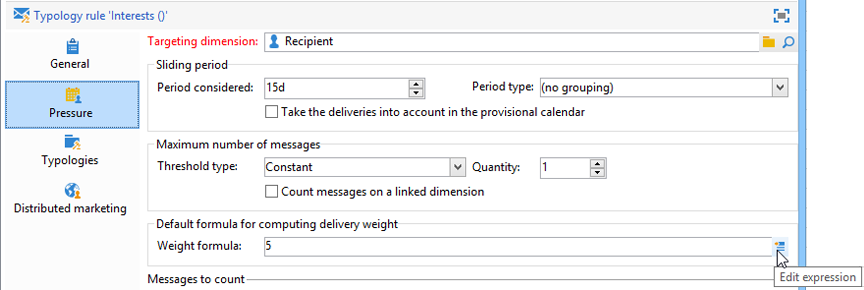 Typology rule 'Interests ()'
General
Pressure
Typologies
Distributed marketing
Targeting dimension: Recipient
Sliding period
Period considered: 15d Period type: (no grouping)
Take the deliveries into account in the provisional calendar
Maximum number of messages
Threshold type: Constant Quantity: 1
Count messages on a linked dimension
Default formula for computing delivery weight
Weight formula: 5
Edit expression
Messages to count